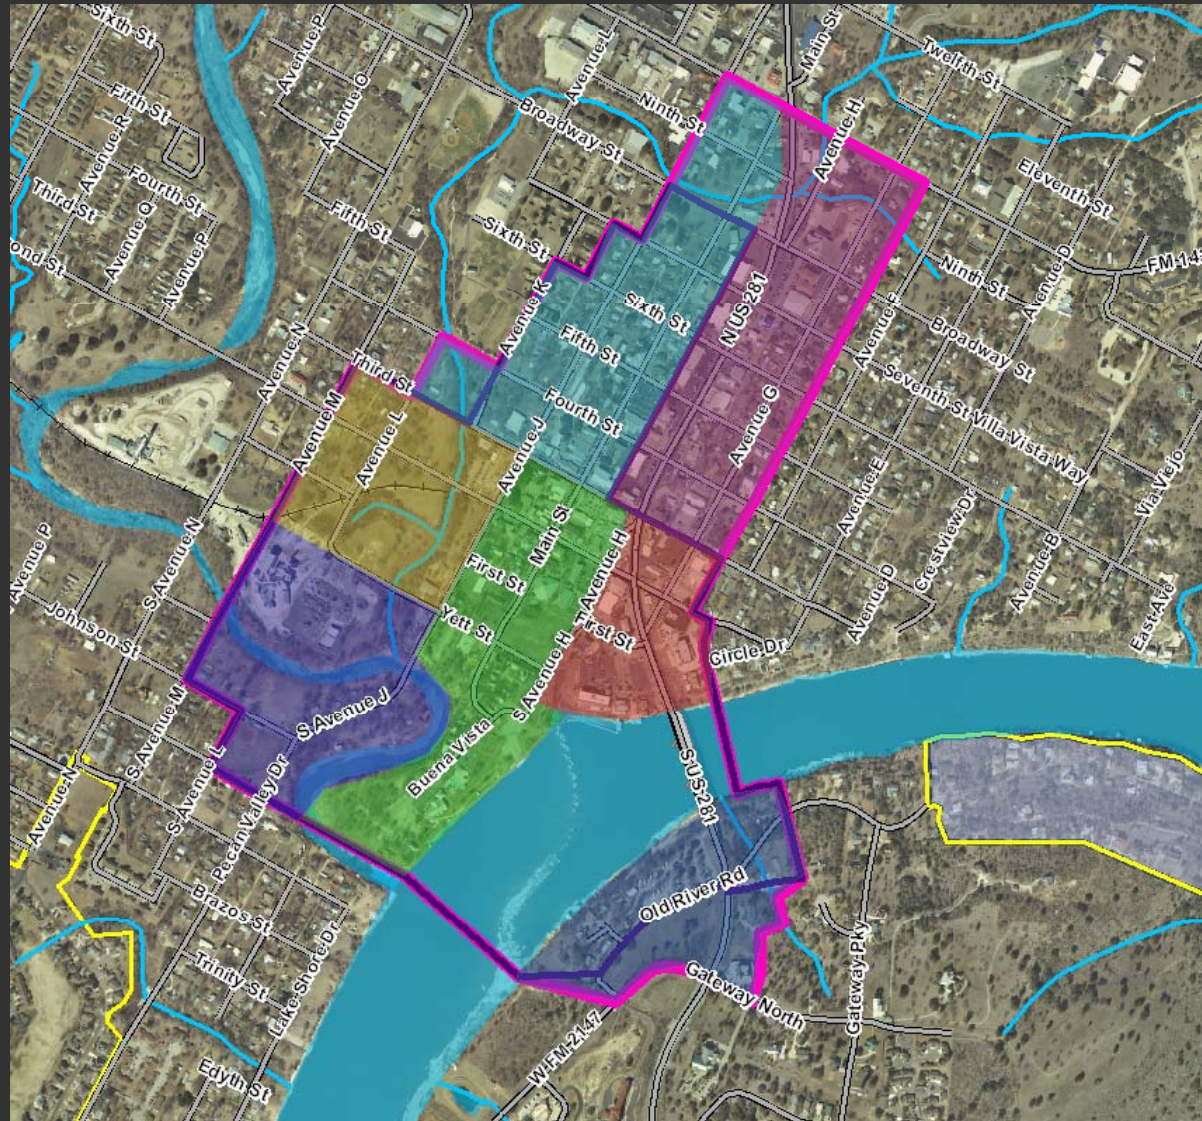 Sixth St
Avenue P
Avenue L
Main St
Twelfth St
Fifth St
Avenue O
Ninth St
Avenue H
Avenue R
Broadway St
Third St
Fourth St
Eleventh St
Avenue Q
Avenue P
Fifth St
Sixth St
ond St
Avenue D
FM-14
Ninth St
Avenue K
Sixth St
N US 281
Avenue F
Broadway St
Avenue N
Fifth St
Third St
Seventh St
Villa Vista Way
Fourth St
Avenue G
Avenue M
Avenue L
Avenue J
Via Viejo
Avenue E
Main St
Crestview Dr
Avenue P
S Avenue N
First St
Avenue H
Avenue B
Avenue D
East Ave
Johnson St
Yett St
First St
Circle Dr
S Avenue H
S Avenue M
S Avenue J
Buena Vista
S US 281
Avenue N
S Avenue L
Pecan Valley Dr
Old River Rd
Brazos St
Trinity St
Lake Shore Dr
Gateway North
Gateway Pky
W FM 2147
Edyth St